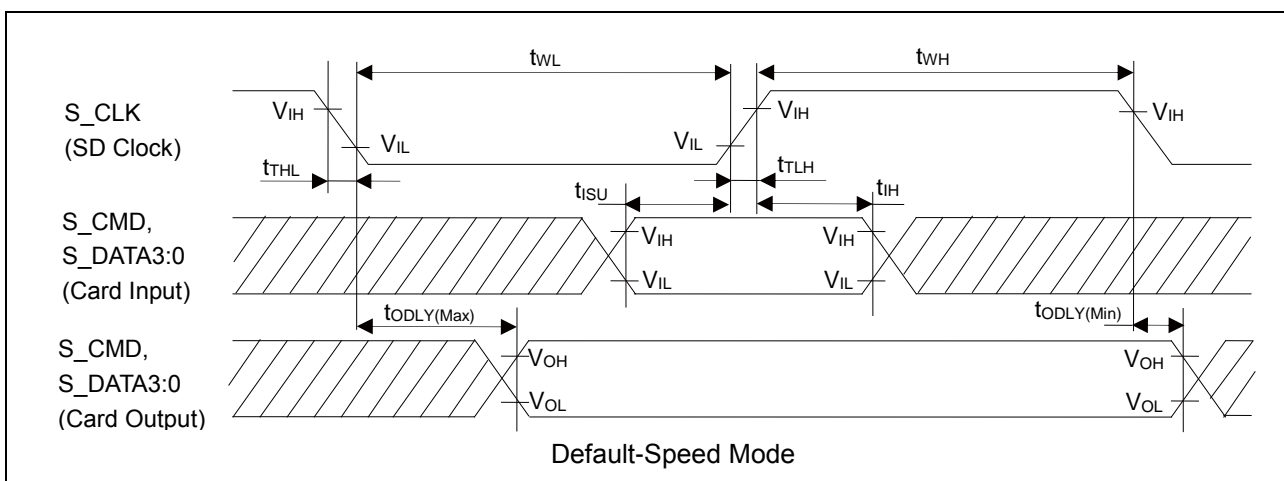 tWL
tWH
S_CLK
(SD Clock)
VIH
VIL
VIL
VIH
VIH
tTHL
tTLH
tISU
tIH
S_CMD,
S_DATA3:0
(Card Input)
VIH
VIL
VIH
VIL
tODLY(Max)
tODLY(Min)
S_CMD,
S_DATA3:0
(Card Output)
VOH
VOL
VOH
VOL
Default-Speed Mode